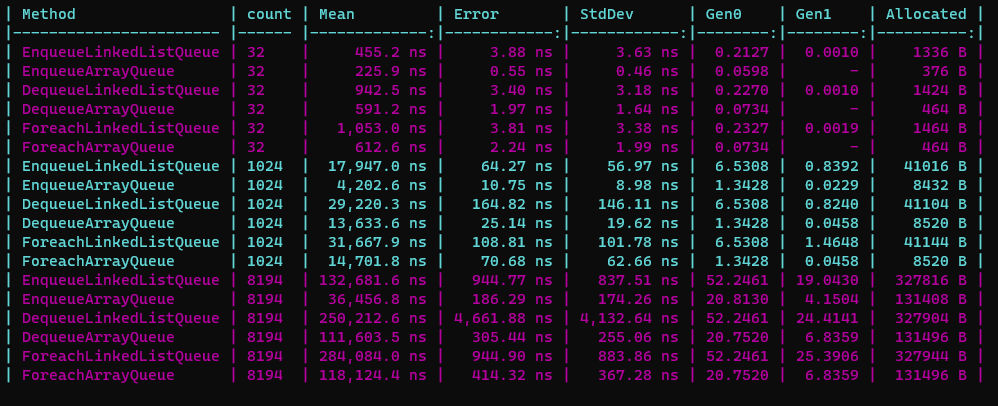 | Method                | count | Mean         | Error       | StdDev      | Gen0    | Gen1    | Allocated |
|---------------------- |------ |-------------:|------------:|------------:|--------:|--------:|----------:|
| EnqueueLinkedListQueue | 32    |     455.2 ns |     3.88 ns |     3.63 ns |  0.2127 |  0.0010 |    1336 B |
| EnqueueArrayQueue      | 32    |     225.9 ns |     0.55 ns |     0.46 ns |  0.0598 |       - |     376 B |
| DequeueLinkedListQueue | 32    |     942.5 ns |     3.40 ns |     3.18 ns |  0.2270 |  0.0010 |    1424 B |
| DequeueArrayQueue      | 32    |     591.2 ns |     1.97 ns |     1.64 ns |  0.0734 |       - |     464 B |
| ForeachLinkedListQueue | 32    |   1,053.0 ns |     3.81 ns |     3.38 ns |  0.2327 |  0.0019 |    1464 B |
| ForeachArrayQueue      | 32    |     612.6 ns |     2.24 ns |     1.99 ns |  0.0734 |       - |     464 B |
| EnqueueLinkedListQueue | 1024  |  17,947.0 ns |    64.27 ns |    56.97 ns |  6.5308 |  0.8392 |   41016 B |
| EnqueueArrayQueue      | 1024  |   4,202.6 ns |    10.75 ns |     8.98 ns |  1.3428 |  0.0229 |    8432 B |
| DequeueLinkedListQueue | 1024  |  29,220.3 ns |   164.82 ns |   146.11 ns |  6.5308 |  0.8240 |   41104 B |
| DequeueArrayQueue      | 1024  |  13,633.6 ns |    25.14 ns |    19.62 ns |  1.3428 |  0.0458 |    8520 B |
| ForeachLinkedListQueue | 1024  |  31,667.9 ns |   108.81 ns |   101.78 ns |  6.5308 |  1.4648 |   41144 B |
| ForeachArrayQueue      | 1024  |  14,701.8 ns |    70.68 ns |    62.66 ns |  1.3428 |  0.0458 |    8520 B |
| EnqueueLinkedListQueue | 8194  | 132,681.6 ns |   944.77 ns |   837.51 ns | 52.2461 | 19.0430 |  327816 B |
| EnqueueArrayQueue      | 8194  |  36,456.8 ns |   186.29 ns |   174.26 ns | 20.8130 |  4.1504 |  131408 B |
| DequeueLinkedListQueue | 8194  | 250,212.6 ns | 4,661.88 ns | 4,132.64 ns | 52.2461 | 24.4141 |  327904 B |
| DequeueArrayQueue      | 8194  | 111,603.5 ns |   305.44 ns |   255.06 ns | 20.7520 |  6.8359 |  131496 B |
| ForeachLinkedListQueue | 8194  | 284,084.0 ns |   944.90 ns |   883.86 ns | 52.2461 | 25.3906 |  327944 B |
| ForeachArrayQueue      | 8194  | 118,124.4 ns |   414.32 ns |   367.28 ns | 20.7520 |  6.8359 |  131496 B |